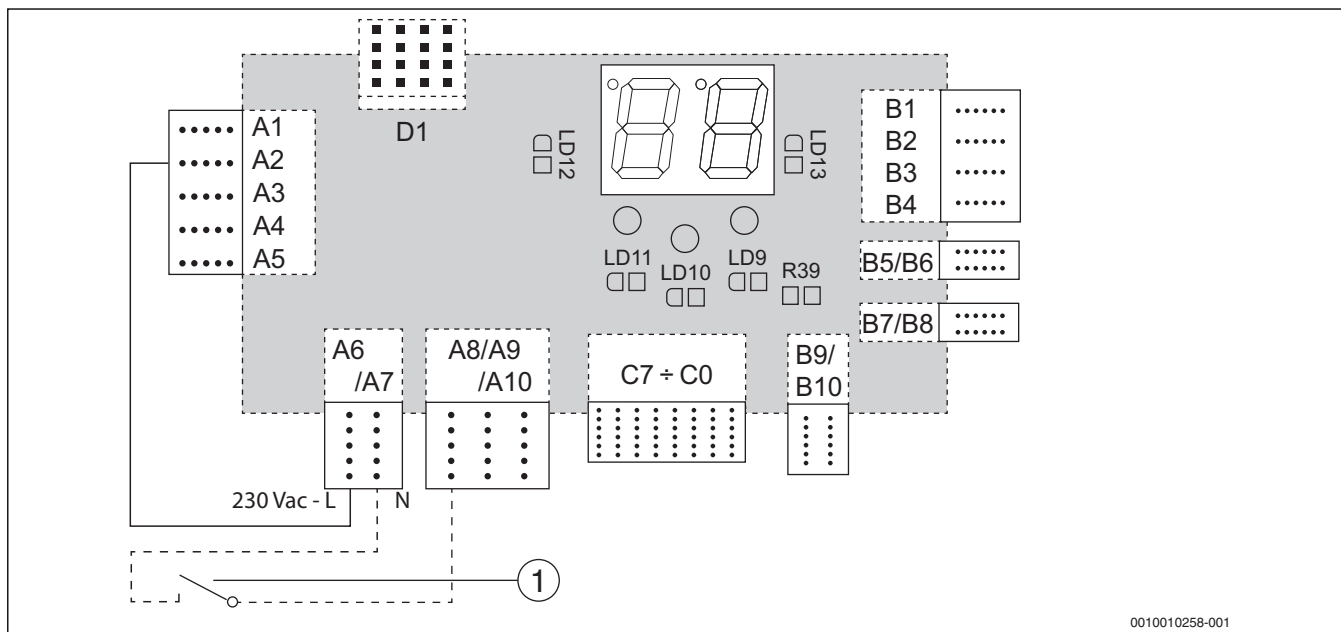 D1
A1
A2
A3
A4
A5
LD12
LD13
B1
B2
B3
B4
LD11
LD10
LD9
R39
B5/B6
B7/B8
A6
/A7
A8/A9
/A10
C7 ÷ C0
B9/
B10
230 Vac - L
N
1
0010010258-001